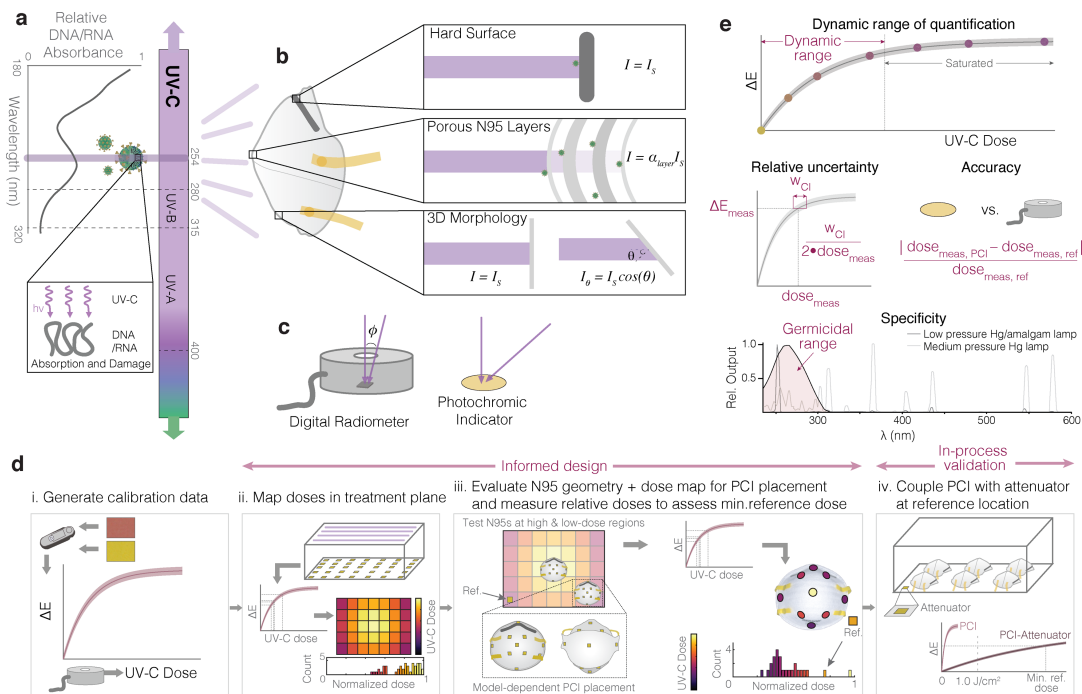 a
Relative
DNA/RNA
Absorbance
0
1
180
320
Wavelength (nm)
UV-C
254
280
UV-B
315
UV-A
400
hν
UV-C
DNA
/RNA
Absorption and Damage
b
Hard Surface
I = I_S
Porous N95 Layers
I = α_layer I_S
3D Morphology
I = I_S
θ
I_θ = I_S cos(θ)
c
ϕ
Digital Radiometer
Photochromic
Indicator
e
Dynamic range of quantification
Dynamic
range
Saturated
ΔE
UV-C Dose
Relative uncertainty
w_CI
ΔE_meas
w_CI
2•dose_meas
dose_meas
Accuracy
vs.
| dose_meas, PCI − dose_meas, ref |
dose_meas, ref
Specificity
Low pressure Hg/amalgam lamp
Medium pressure Hg lamp
Germicidal
range
Rel. Output
1.0
0.5
300
400
500
600
λ (nm)
d
Informed design
In-process
validation
i. Generate calibration data
ΔE
UV-C Dose
ii. Map doses in treatment plane
ΔE
UV-C dose
UV-C Dose
Count
5
0
0
Normalized dose
1
iii. Evaluate N95 geometry + dose map for PCI placement
and measure relative doses to assess min.reference dose
Test N95s at high & low-dose regions
Ref.
Model-dependent PCI placement
ΔE
UV-C dose
Ref.
UV-C Dose
Count
4
0
0
Normalized dose
1
iv. Couple PCI with attenuator
at reference location
Attenuator
PCI
PCI-Attenuator
ΔE
0
1.0 J/cm²
Min. ref.
dose